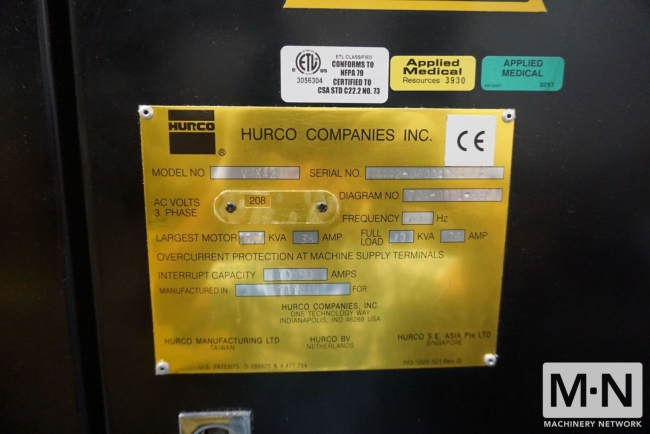 ETL CLASSIFIED
CONFORMS TO
NFPA 79
CERTIFIED TO
CSA STD C22.2 NO. 73
3056304
Applied
Medical
Resources 3930
APPLIED
MEDICAL
HURCO
®
HURCO COMPANIES INC.
CE
MODEL NO.
SERIAL NO.
AC VOLTS
3 PHASE
208
DIAGRAM NO.
FREQUENCY Hz
LARGEST MOTOR KVA AMP
FULL
LOAD KVA AMP
OVERCURRENT PROTECTION AT MACHINE SUPPLY TERMINALS
INTERRUPT CAPACITY AMPS
MANUFACTURED IN FOR:
HURCO COMPANIES, INC.
ONE TECHNOLOGY WAY
INDIANAPOLIS, IN 46268 USA
HURCO MANUFACTURING LTD
TAIWAN
HURCO BV
NETHERLANDS
HURCO S.E. ASIA Pte LTD
SINGAPORE
U.S. PATENTS
M·N
MACHINERY NETWORK